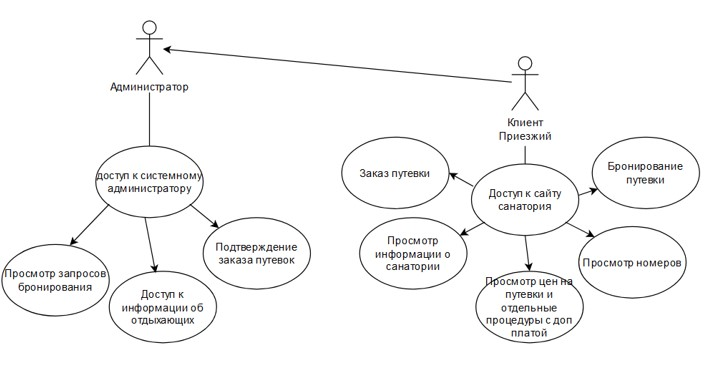 Администратор
Клиент
Приезжий
доступ к системному
администратору
Просмотр запросов
бронирования
Доступ к
информации об
отдыхающих
Подтверждение
заказа путевок
Заказ путевки
Доступ к сайту
санатория
Бронирование
путевки
Просмотр
информации о
санатории
Просмотр цен на
путевки и
отдельные
процедуры с доп
платой
Просмотр номеров